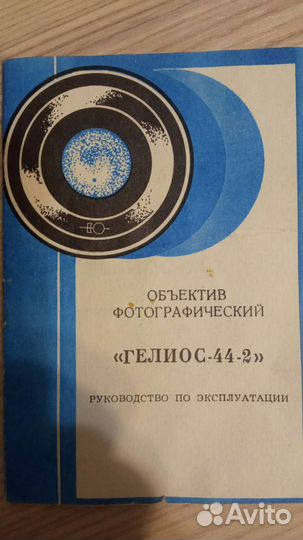 ОБЪЕКТИВ
ФОТОГРАФИЧЕСКИЙ
«ГЕЛИОС-44-2»
РУКОВОДСТВО ПО ЭКСПЛУАТАЦИИ
Avito